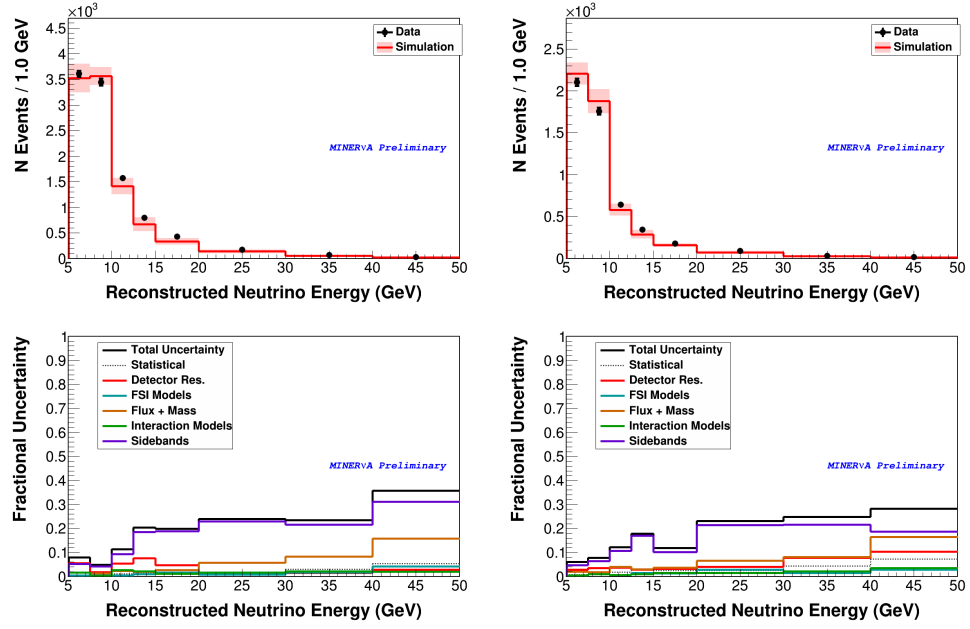 ×10³
N Events / 1.0 GeV
4.5
4
3.5
3
2.5
2
1.5
1
0.5
0
Data
Simulation
MINERνA Preliminary
5 10 15 20 25 30 35 40 45 50
Reconstructed Neutrino Energy (GeV)
×10³
N Events / 1.0 GeV
2.5
2
1.5
1
0.5
0
Data
Simulation
MINERνA Preliminary
5 10 15 20 25 30 35 40 45 50
Reconstructed Neutrino Energy (GeV)
Fractional Uncertainty
1
0.9
0.8
0.7
0.6
0.5
0.4
0.3
0.2
0.1
0
Total Uncertainty
Statistical
Detector Res.
FSI Models
Flux + Mass
Interaction Models
Sidebands
MINERνA Preliminary
5 10 15 20 25 30 35 40 45 50
Reconstructed Neutrino Energy (GeV)
Fractional Uncertainty
1
0.9
0.8
0.7
0.6
0.5
0.4
0.3
0.2
0.1
0
Total Uncertainty
Statistical
Detector Res.
FSI Models
Flux + Mass
Interaction Models
Sidebands
MINERνA Preliminary
5 10 15 20 25 30 35 40 45 50
Reconstructed Neutrino Energy (GeV)